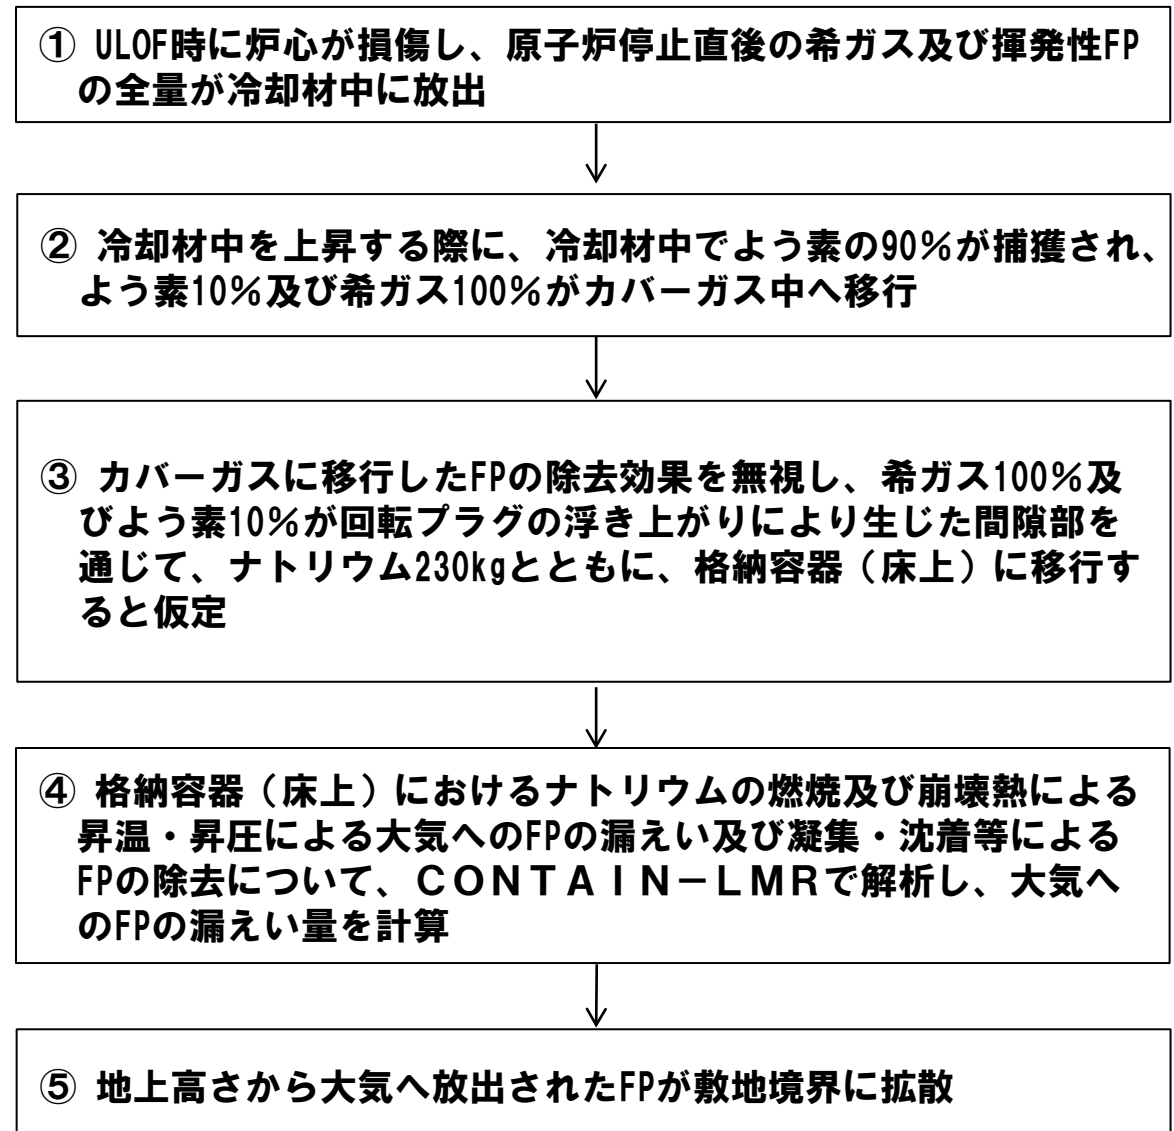 ① ULOF時に炉心が損傷し、原子炉停止直後の希ガス及び揮発性FP
の全量が冷却材中に放出
② 冷却材中を上昇する際に、冷却材中でよう素の90％が捕獲され、
よう素10％及び希ガス100％がカバーガス中へ移行
③ カバーガスに移行したFPの除去効果を無視し、希ガス100％及
びよう素10％が回転プラグの浮き上がりにより生じた間隙部を
通じて、ナトリウム230kgとともに、格納容器（床上）に移行す
ると仮定
④ 格納容器（床上）におけるナトリウムの燃焼及び崩壊熱による
昇温・昇圧による大気へのFPの漏えい及び凝集・沈着等による
FPの除去について、ＣＯＮＴＡＩＮ－ＬＭＲで解析し、大気へ
のFPの漏えい量を計算
⑤ 地上高さから大気へ放出されたFPが敷地境界に拡散